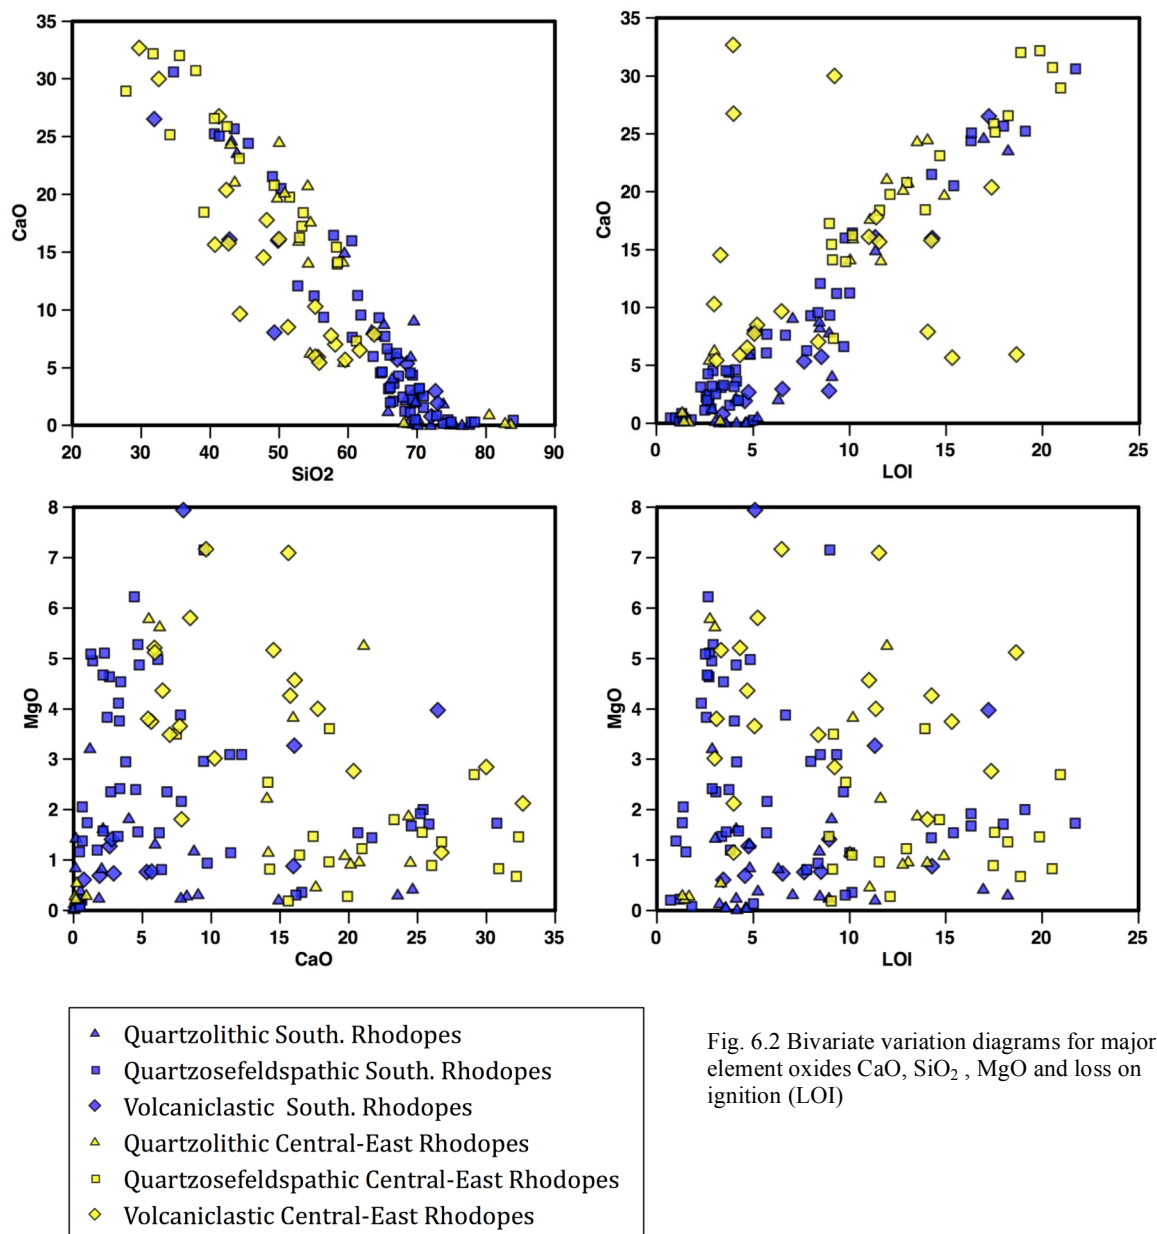 35
30
25
20
15
10
5
0
CaO
20 30 40 50 60 70 80 90
SiO2
35
30
25
20
15
10
5
0
CaO
0 5 10 15 20 25
LOI
8
7
6
5
4
3
2
1
0
MgO
0 5 10 15 20 25 30 35
CaO
8
7
6
5
4
3
2
1
0
MgO
0 5 10 15 20 25
LOI
Quartzolithic South. Rhodopes
Quartzosefeldspathic South. Rhodopes
Volcaniclastic South. Rhodopes
Quartzolithic Central-East Rhodopes
Quartzosefeldspathic Central-East Rhodopes
Volcaniclastic Central-East Rhodopes
Fig. 6.2 Bivariate variation diagrams for major
element oxides CaO, SiO₂ , MgO and loss on
ignition (LOI)